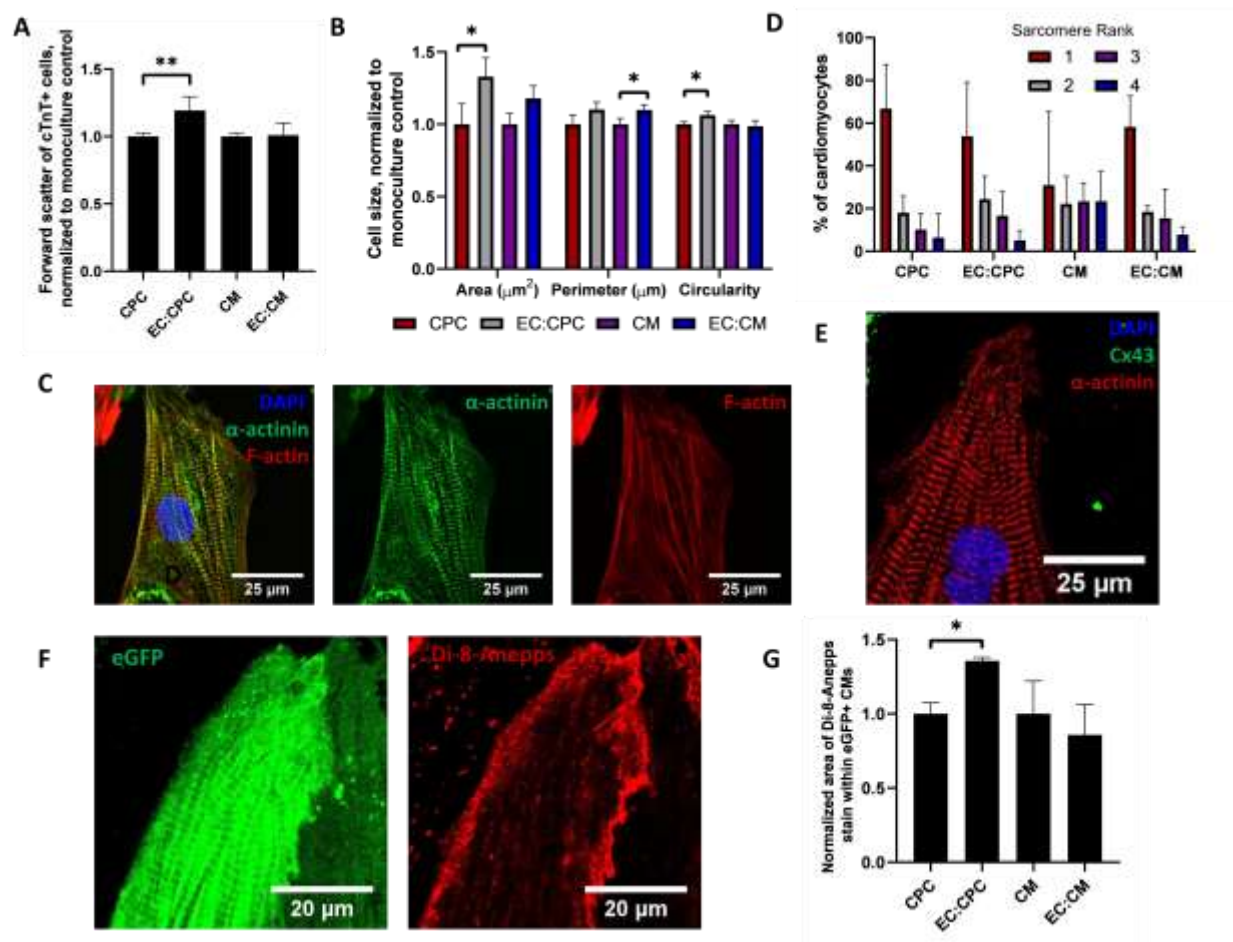 A
Forward scatter of cTnT+ cells,
normalized to monoculture control
1.5
1.0
0.5
0.0
**
CPC
EC:CPC
CM
EC:CM
B
Cell size, normalized to
monoculture control
1.5
1.0
0.5
0.0
*
*
*
Area (μm²) Perimeter (μm) Circularity
CPC EC:CPC CM EC:CM
D
Sarcomere Rank
1 3
2 4
% of cardiomyocytes
100
80
60
40
20
0
CPC EC:CPC CM EC:CM
C
DAPI
α-actinin
F-actin
D
25 μm
α-actinin
25 μm
F-actin
25 μm
E
DAPI
Cx43
α-actinin
25 μm
F
eGFP
20 μm
Di-8-Anepps
20 μm
G
Normalized area of Di-8-Anepps
stain within eGFP+ CMs
1.5
1.0
0.5
0.0
*
CPC
EC:CPC
CM
EC:CM